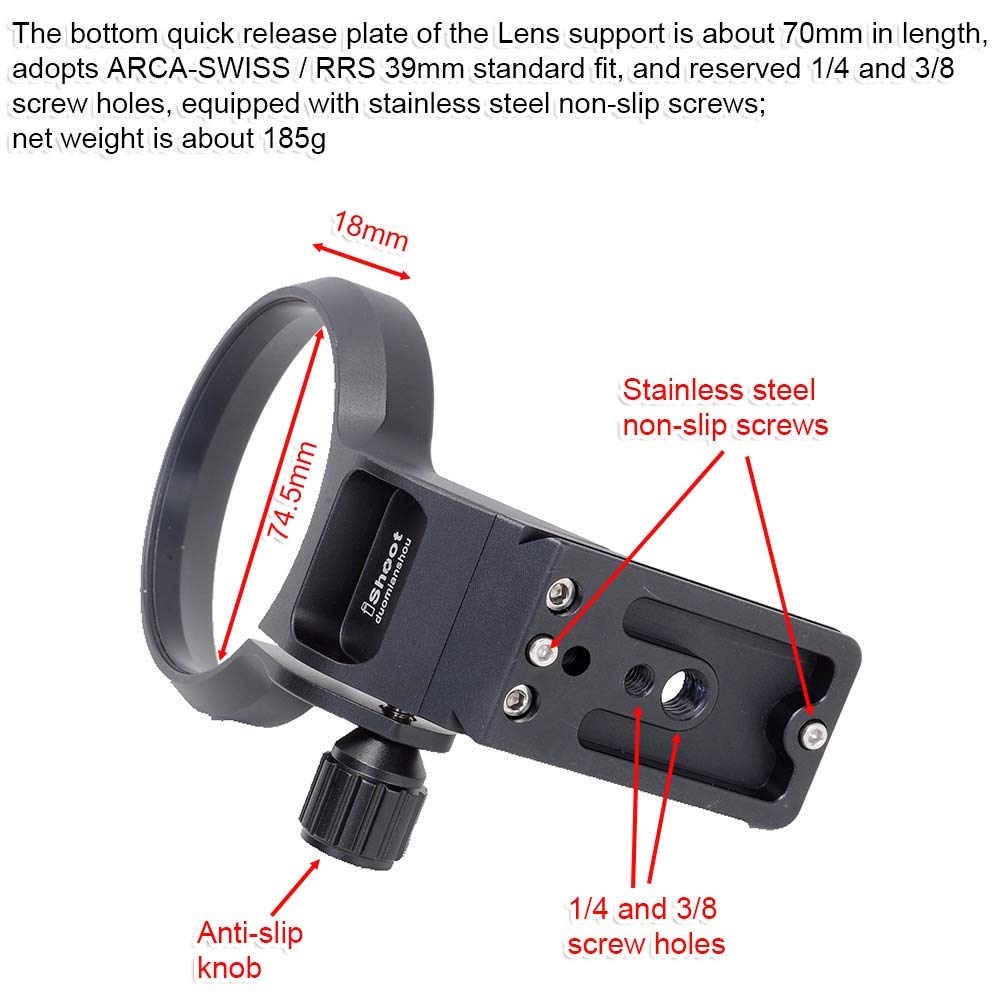 The bottom quick release plate of the Lens support is about 70mm in length,
adopts ARCA-SWISS / RRS 39mm standard fit, and reserved 1/4 and 3/8
screw holes, equipped with stainless steel non-slip screws;
net weight is about 185g
18mm
Stainless steel
non-slip screws
74.5mm
ishoot
duomianshou
1/4 and 3/8
screw holes
Anti-slip
knob